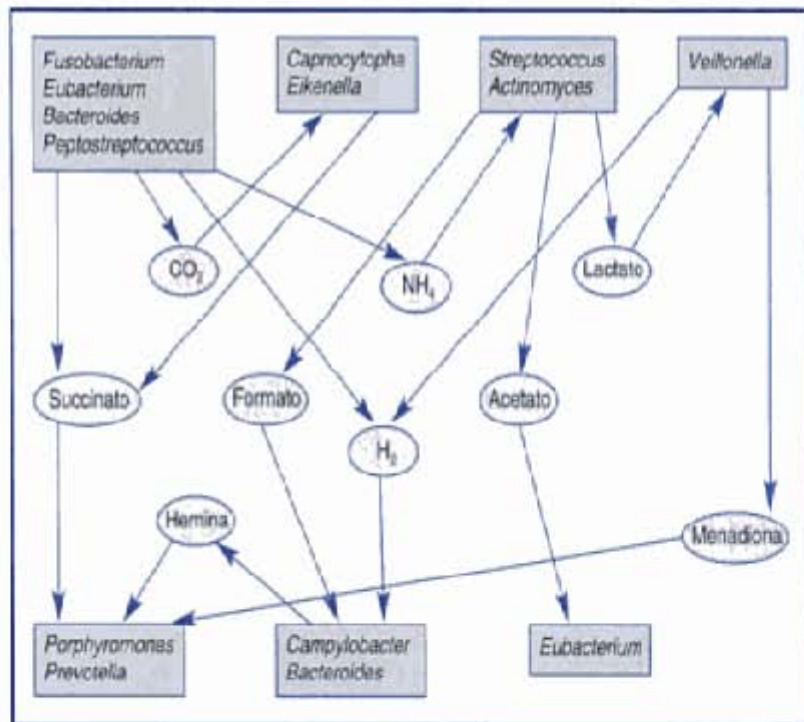 Fusobacterium
Eubacterium
Bacteroides
Peptostreptococcus
Capnocytopha
Eikenella
Streptococcus
Actinomyces
Veillonella
CO₂
NH₄
Lactato
Succinato
Formato
H₂
Acetato
Hemina
Menadiona
Porphyromonas
Prevotella
Campylobacter
Bacteroides
Eubacterium